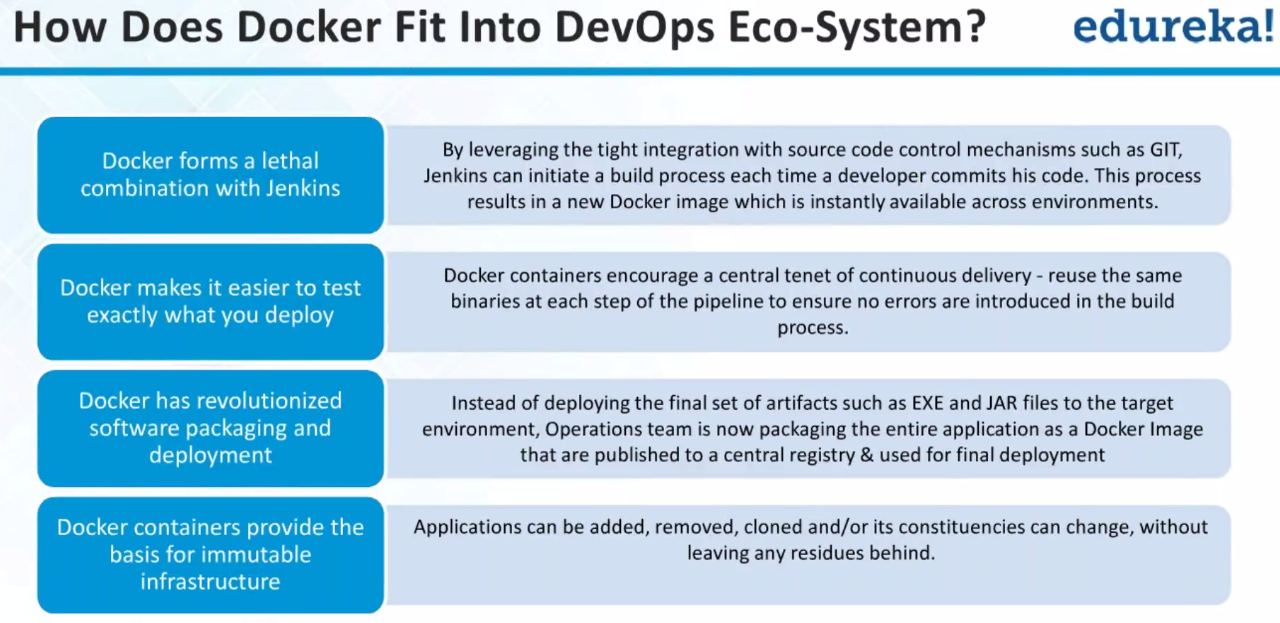 How Does Docker Fit Into DevOps Eco-System?
edureka!
Docker forms a lethal
combination with Jenkins
By leveraging the tight integration with source code control mechanisms such as GIT,
Jenkins can initiate a build process each time a developer commits his code. This process
results in a new Docker image which is instantly available across environments.
Docker makes it easier to test
exactly what you deploy
Docker containers encourage a central tenet of continuous delivery - reuse the same
binaries at each step of the pipeline to ensure no errors are introduced in the build
process.
Docker has revolutionized
software packaging and
deployment
Instead of deploying the final set of artifacts such as EXE and JAR files to the target
environment, Operations team is now packaging the entire application as a Docker Image
that are published to a central registry & used for final deployment
Docker containers provide the
basis for immutable
infrastructure
Applications can be added, removed, cloned and/or its constituencies can change, without
leaving any residues behind.